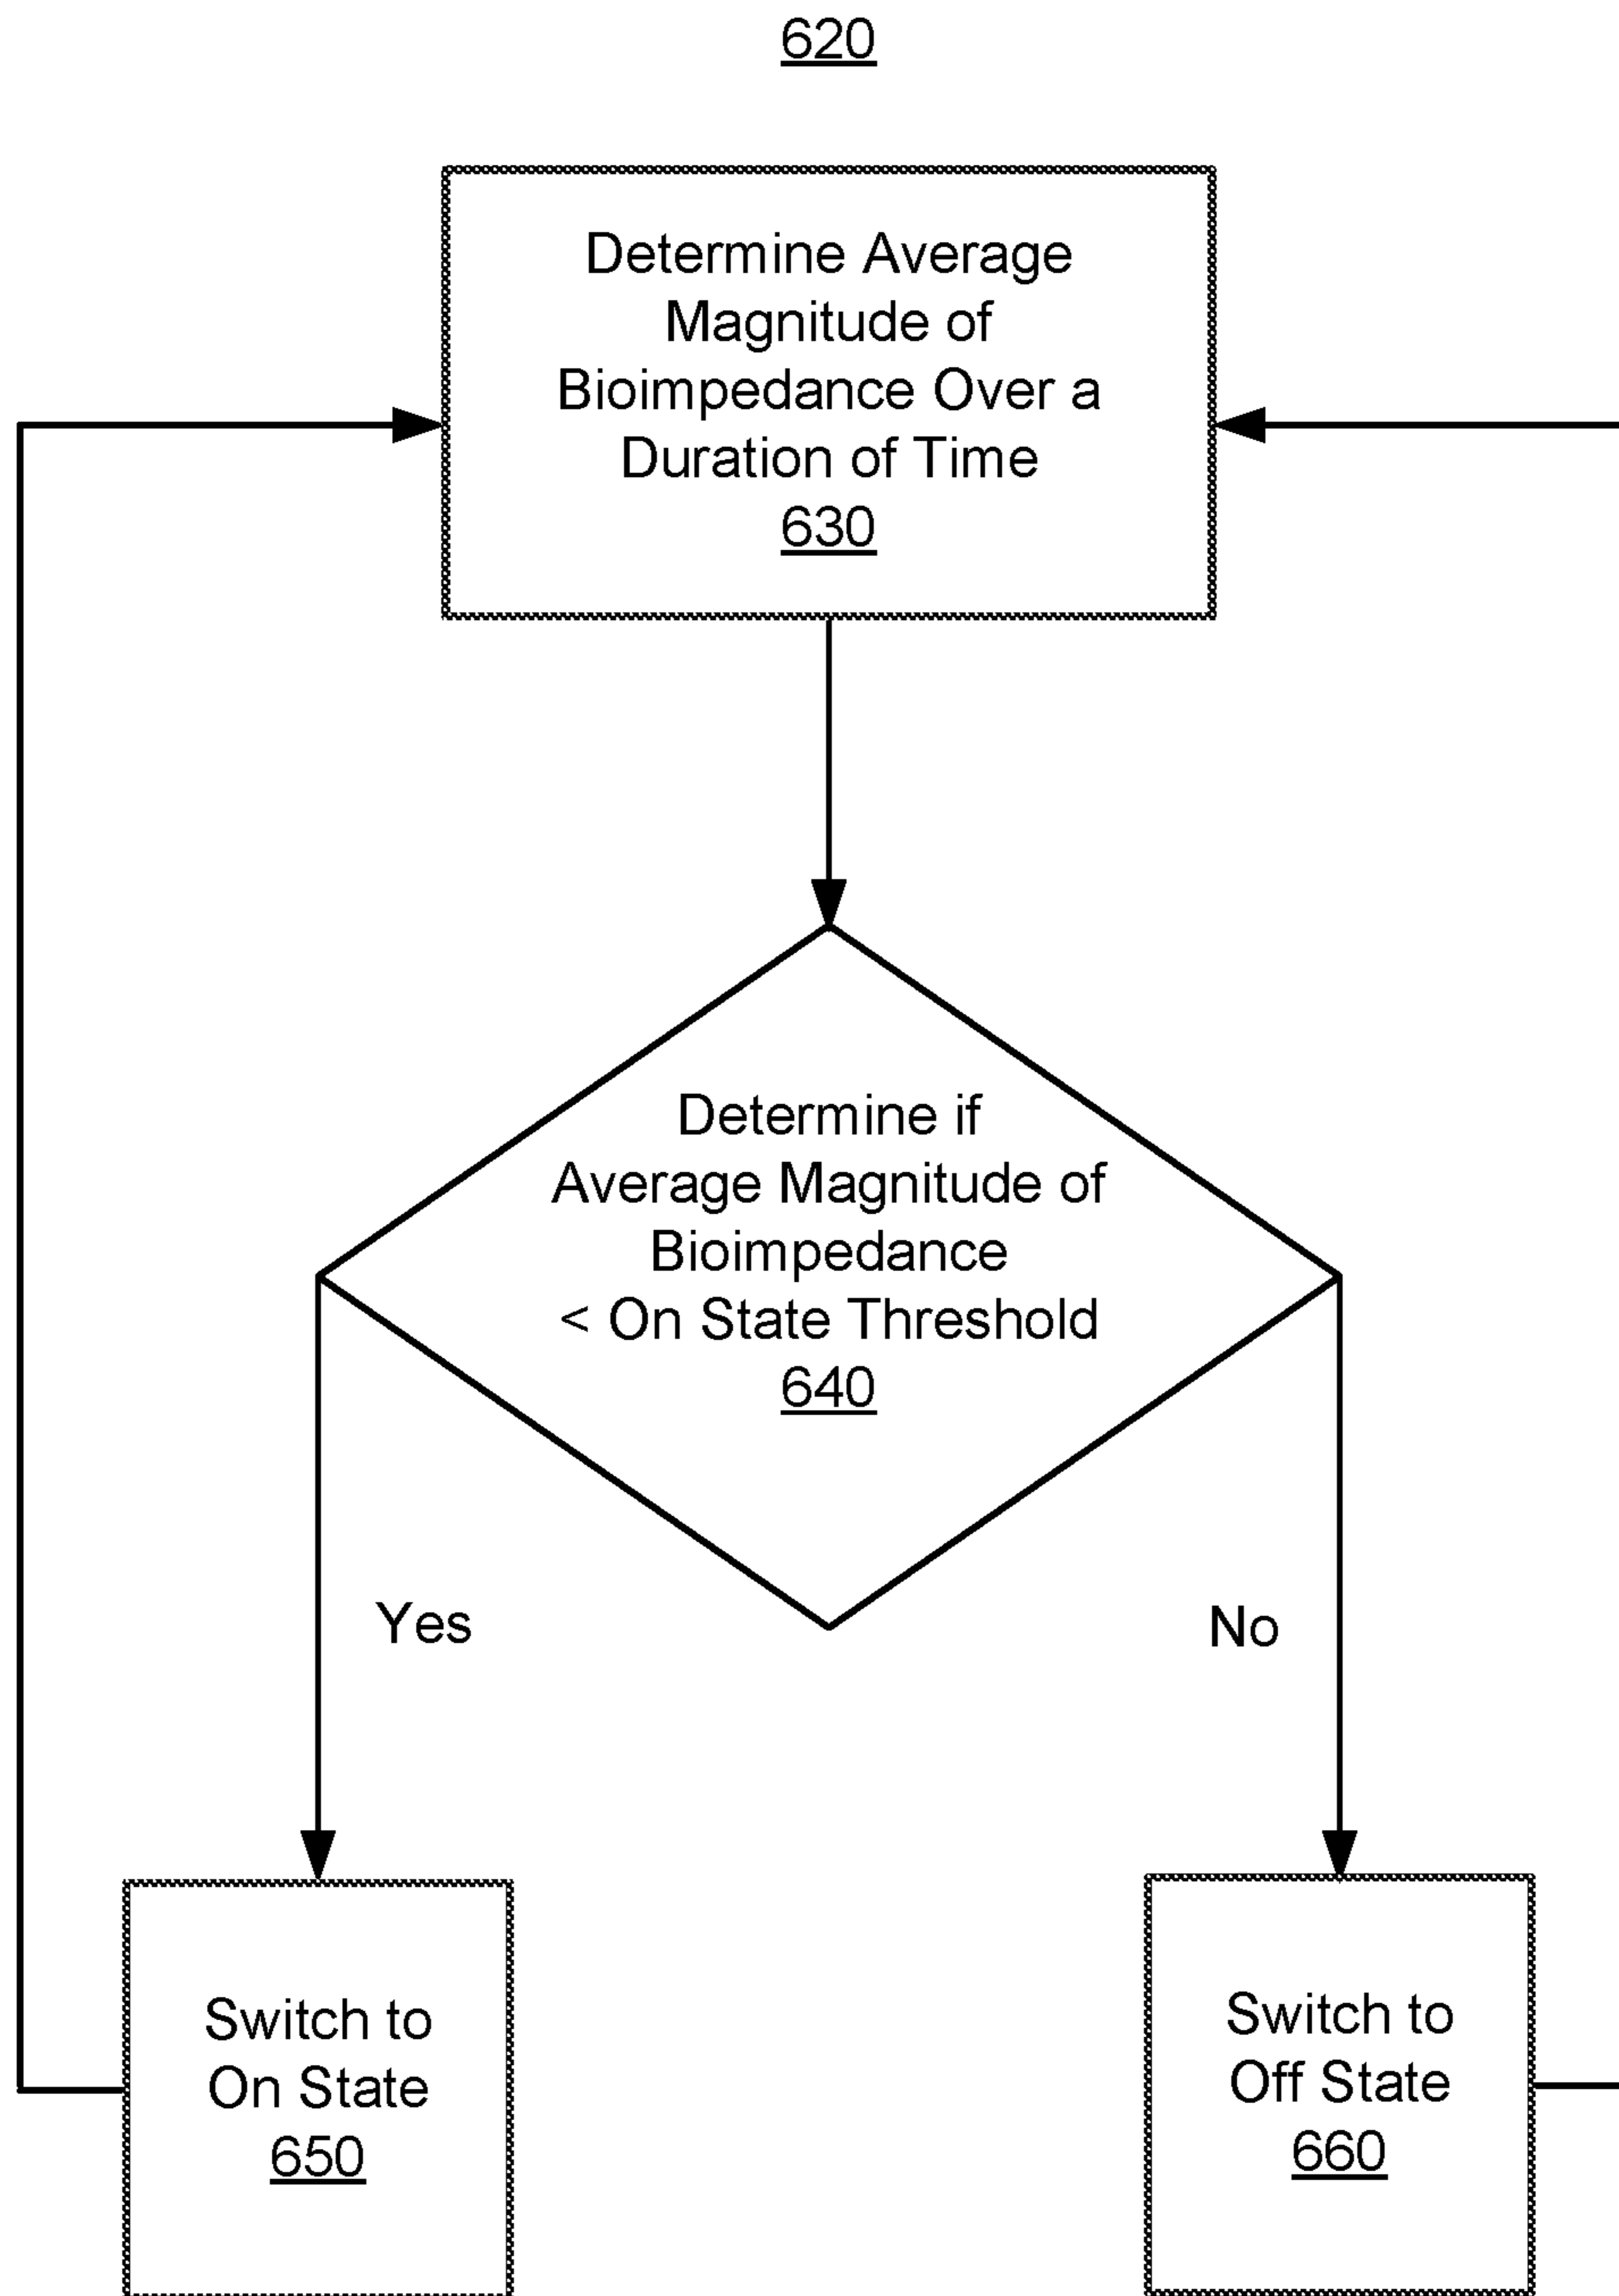 620
Determine Average
Magnitude of
Bioimpedance Over a
Duration of Time
630
Determine if
Average Magnitude of
Bioimpedance
< On State Threshold
640
Yes
No
Switch to
On State
650
Switch to
Off State
660